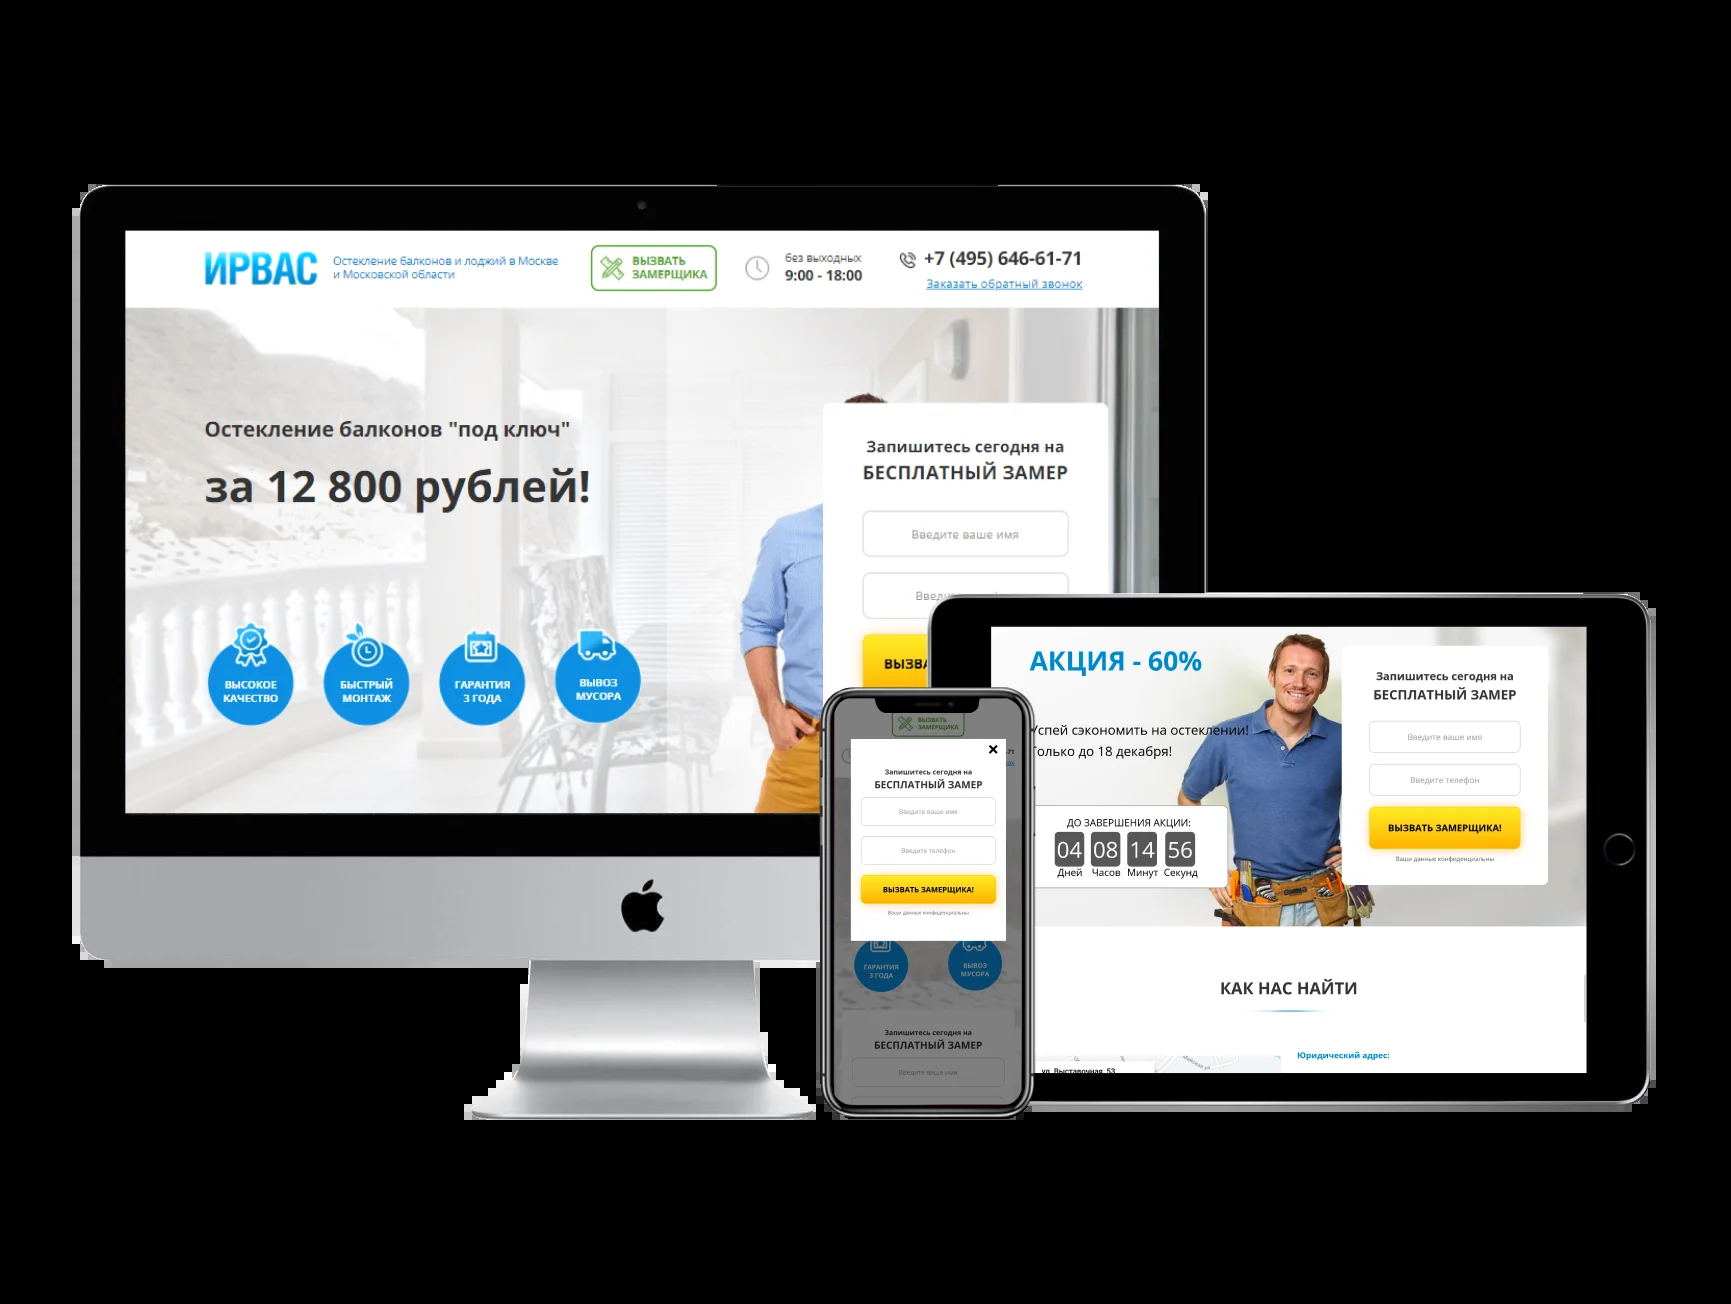 ИРВАС
Остекление балконов и лоджий в Москве
и Московской области
ВЫЗВАТЬ
ЗАМЕРЩИКА
без выходных
9:00 - 18:00
+7 (495) 646-61-71
Заказать обратный звонок
Остекление балконов "под ключ"
за 12 800 рублей!
ВЫСОКОЕ
КАЧЕСТВО
БЫСТРЫЙ
МОНТАЖ
ГАРАНТИЯ
3 ГОДА
ВЫВОЗ
МУСОРА
Запишитесь сегодня на
БЕСПЛАТНЫЙ ЗАМЕР
Введите ваше имя
ВЫЗВАТЬ
ЗАМЕРЩИКА
Запишитесь сегодня на
БЕСПЛАТНЫЙ ЗАМЕР
Введите ваше имя
Введите телефон
ВЫЗВАТЬ ЗАМЕРЩИКА!
Ваши данные конфиденциальны
ГАРАНТИЯ
3 ГОДА
ВЫВОЗ
МУСОРА
Запишитесь сегодня на
БЕСПЛАТНЫЙ ЗАМЕР
Введите ваше имя
АКЦИЯ - 60%
Успей сэкономить на остеклении!
Только до 18 декабря!
ДО ЗАВЕРШЕНИЯ АКЦИИ:
04 08 14 56
Дней Часов Минут Секунд
Запишитесь сегодня на
БЕСПЛАТНЫЙ ЗАМЕР
Введите ваше имя
Введите телефон
ВЫЗВАТЬ ЗАМЕРЩИКА!
Ваши данные конфиденциальны
КАК НАС НАЙТИ
Юридический адрес:
ул. Выставочная, 53